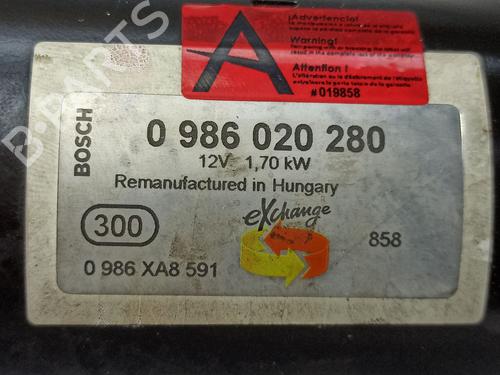 ¡Advertencia!
A
Warning!
Attention !
#019858
BOSCH
0 986 020 280
12V 1,70 kW
Remanufactured in Hungary
eXchange
300
858
0 986 XA8 591